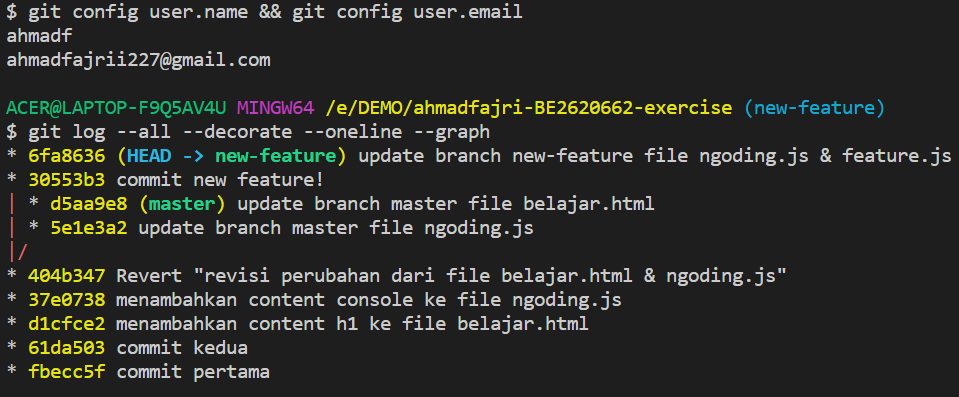 $ git config user.name && git config user.email
ahmadf
ahmadfajrii227@gmail.com
ACER@LAPTOP-F9Q5AV4U MINGW64 /e/DEMO/ahmadfajri-BE2620662-exercise (new-feature)
$ git log --all --decorate --oneline --graph
* 6fa8636 (HEAD -> new-feature) update branch new-feature file ngoding.js & feature.js
* 30553b3 commit new feature!
| * d5aa9e8 (master) update branch master file belajar.html
| * 5e1e3a2 update branch master file ngoding.js
|/
* 404b347 Revert "revisi perubahan dari file belajar.html & ngoding.js"
* 37e0738 menambahkan content console ke file ngoding.js
* d1cfce2 menambahkan content h1 ke file belajar.html
* 61da503 commit kedua
* fbecc5f commit pertama